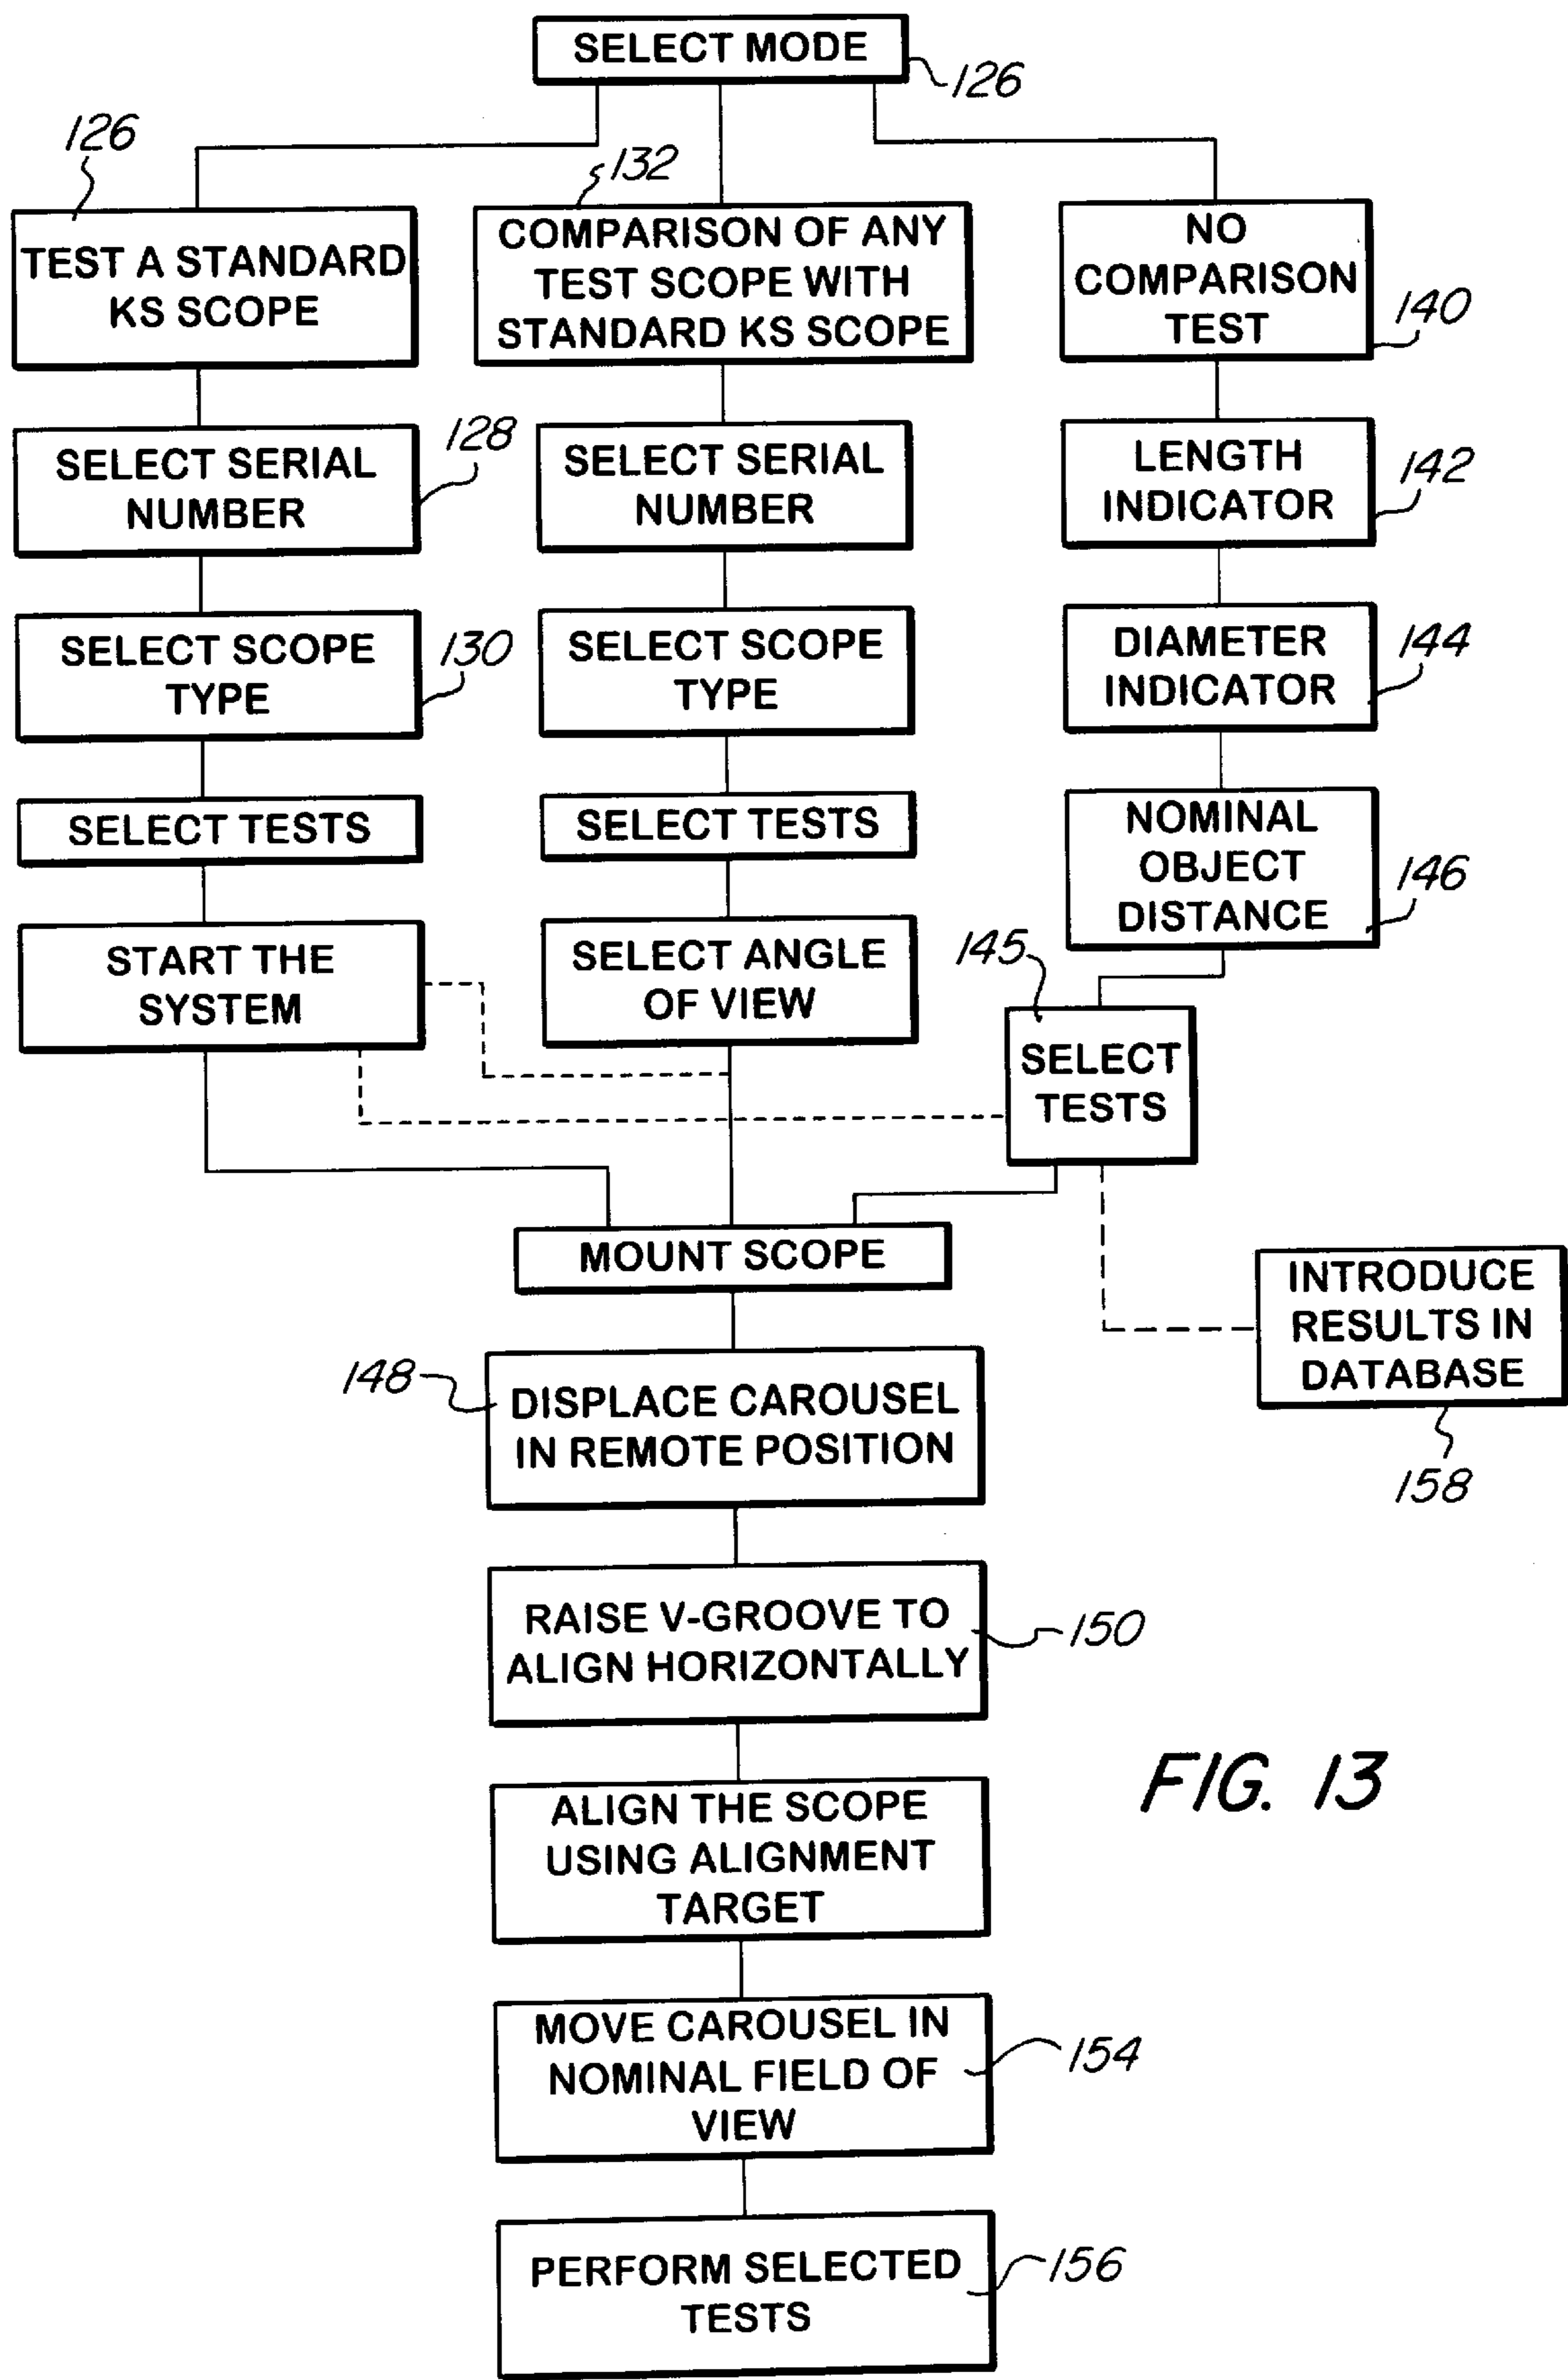 SELECT MODE
126
126
TEST A STANDARD
KS SCOPE
132
COMPARISON OF ANY
TEST SCOPE WITH
STANDARD KS SCOPE
NO
COMPARISON
TEST
140
SELECT SERIAL
NUMBER
128
SELECT SERIAL
NUMBER
LENGTH
INDICATOR
142
SELECT SCOPE
TYPE
130
SELECT SCOPE
TYPE
DIAMETER
INDICATOR
144
SELECT TESTS
SELECT TESTS
NOMINAL
OBJECT
DISTANCE
146
START THE
SYSTEM
SELECT ANGLE
OF VIEW
145
SELECT
TESTS
MOUNT SCOPE
INTRODUCE
RESULTS IN
DATABASE
158
148
DISPLACE CAROUSEL
IN REMOTE POSITION
RAISE V-GROOVE TO
ALIGN HORIZONTALLY
150
ALIGN THE SCOPE
USING ALIGNMENT
TARGET
FIG. 13
MOVE CAROUSEL IN
NOMINAL FIELD OF
VIEW
154
PERFORM SELECTED
TESTS
156